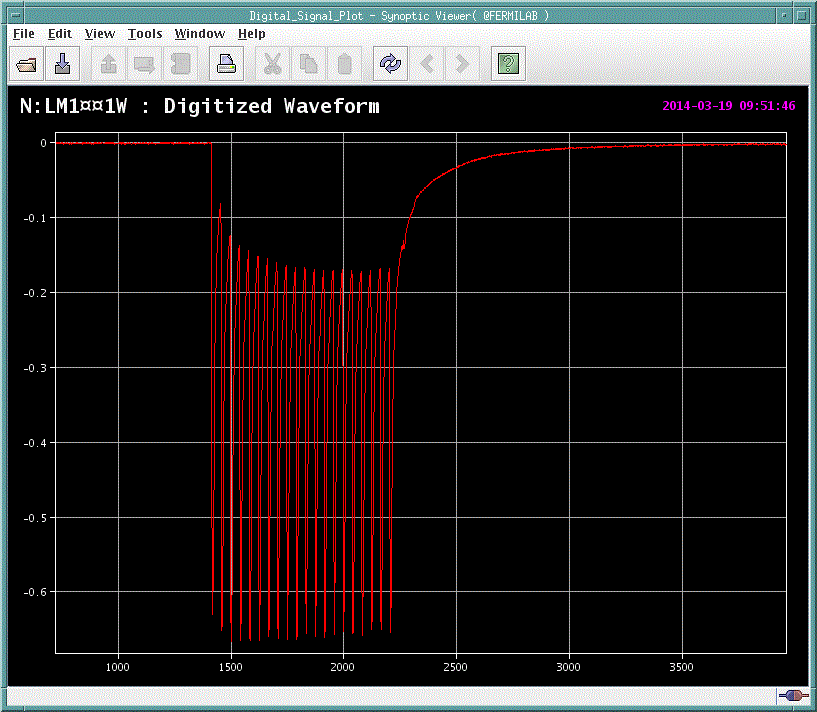 Digital_Signal_Plot - Synoptic Viewer( @FERMILAB )
File Edit View Tools Window Help
N:LM1¤¤1W : Digitized Waveform
2014-03-19 09:51:46
0
-0.1
-0.2
-0.3
-0.4
-0.5
-0.6
1000 1500 2000 2500 3000 3500